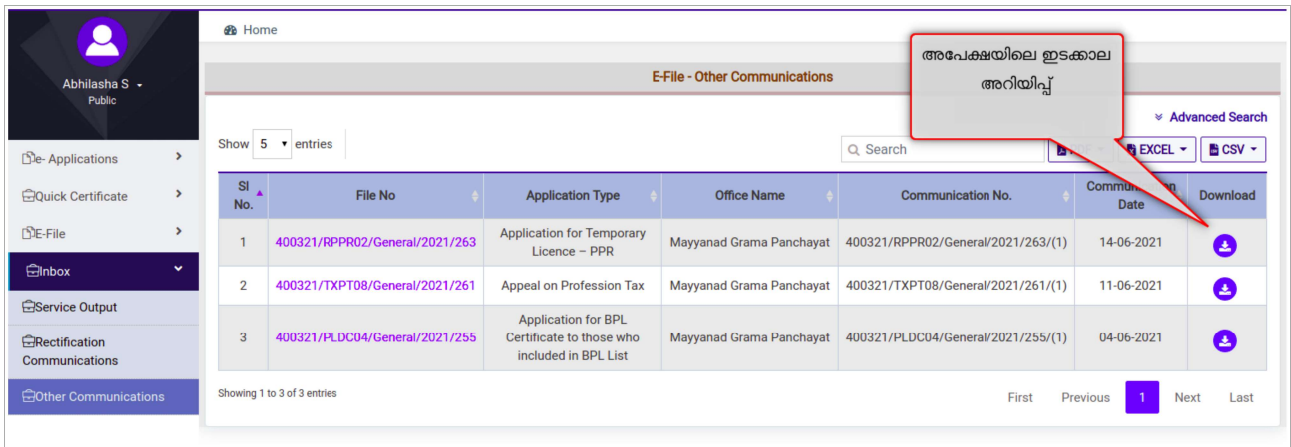 Home
Abhilasha S
Public
അപേക്ഷയിലെ ഇടക്കാല
അറിയിപ്പ്
E-File - Other Communications
Advanced Search
Show 5 entries
Search
EXCEL
CSV
e- Applications
Quick Certificate
E-File
Inbox
Service Output
Rectification
Communications
Other Communications
Sl No. File No Application Type Office Name Communication No. Date Download
1 400321/RPPR02/General/2021/263 Application for Temporary Licence – PPR Mayyanad Grama Panchayat 400321/RPPR02/General/2021/263/(1) 14-06-2021
2 400321/TXPT08/General/2021/261 Appeal on Profession Tax Mayyanad Grama Panchayat 400321/TXPT08/General/2021/261/(1) 11-06-2021
3 400321/PLDC04/General/2021/255 Application for BPL Certificate to those who included in BPL List Mayyanad Grama Panchayat 400321/PLDC04/General/2021/255/(1) 04-06-2021
Showing 1 to 3 of 3 entries
First Previous 1 Next Last